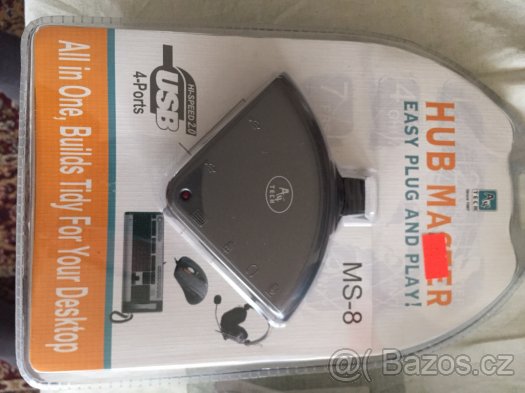 HUB MASTER
EASY PLUG AND PLAY!
A4
TECH
HI-SPEED 2.0
USB
4-Ports
A4
TECH
MS-8
All in One, Builds Tidy For Your Desktop
Bazos.cz